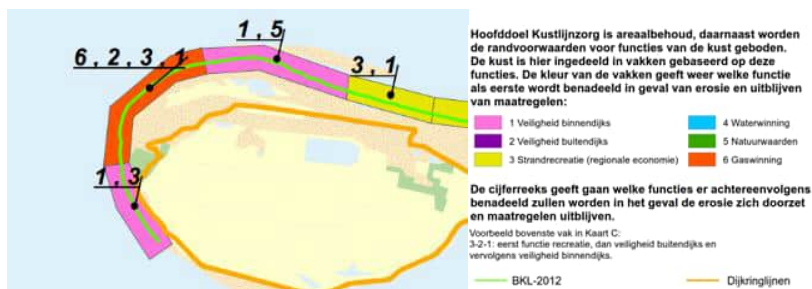 1 , 5
6 , 2 , 3 , 1
3 , 1
1 , 3
Hoofddoel Kustlijnzorg is areaalbehoud, daarnaast worden
de randvoorwaarden voor functies van de kust geboden.
De kust is hier ingedeeld in vakken gebaseerd op deze
functies. De kleur van de vakken geeft weer welke functie
als eerste wordt benadeeld in geval van erosie en uitblijven
van maatregelen:
1 Veiligheid binnendijks
4 Waterwinning
2 Veiligheid buitendijks
5 Natuurwaarden
3 Strandrecreatie (regionale economie)
6 Gaswinning
De cijferreeks geeft gaan welke functies er achtereenvolgens
benadeeld zullen worden in het geval de erosie zich doorzet
en maatregelen uitblijven.
Voorbeeld bovenste vak in Kaart C:
3-2-1: eerst functie recreatie, dan veiligheid buitendijks en
vervolgens veiligheid binnendijks.
BKL-2012
Dijkringlijnen